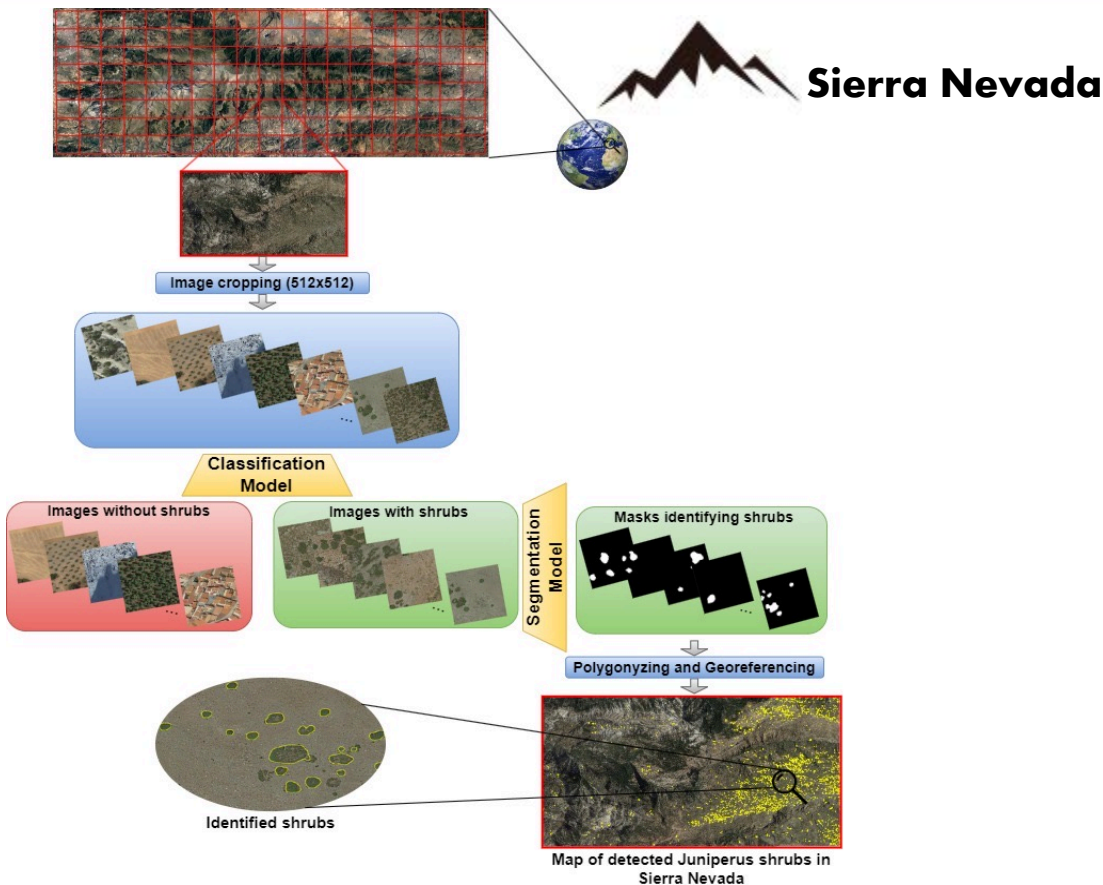 Sierra Nevada
Image cropping (512x512)
Classification
Model
Images without shrubs
Images with shrubs
Segmentation
Model
Masks identifying shrubs
Polygonyzing and Georeferencing
Identified shrubs
Map of detected Juniperus shrubs in
Sierra Nevada